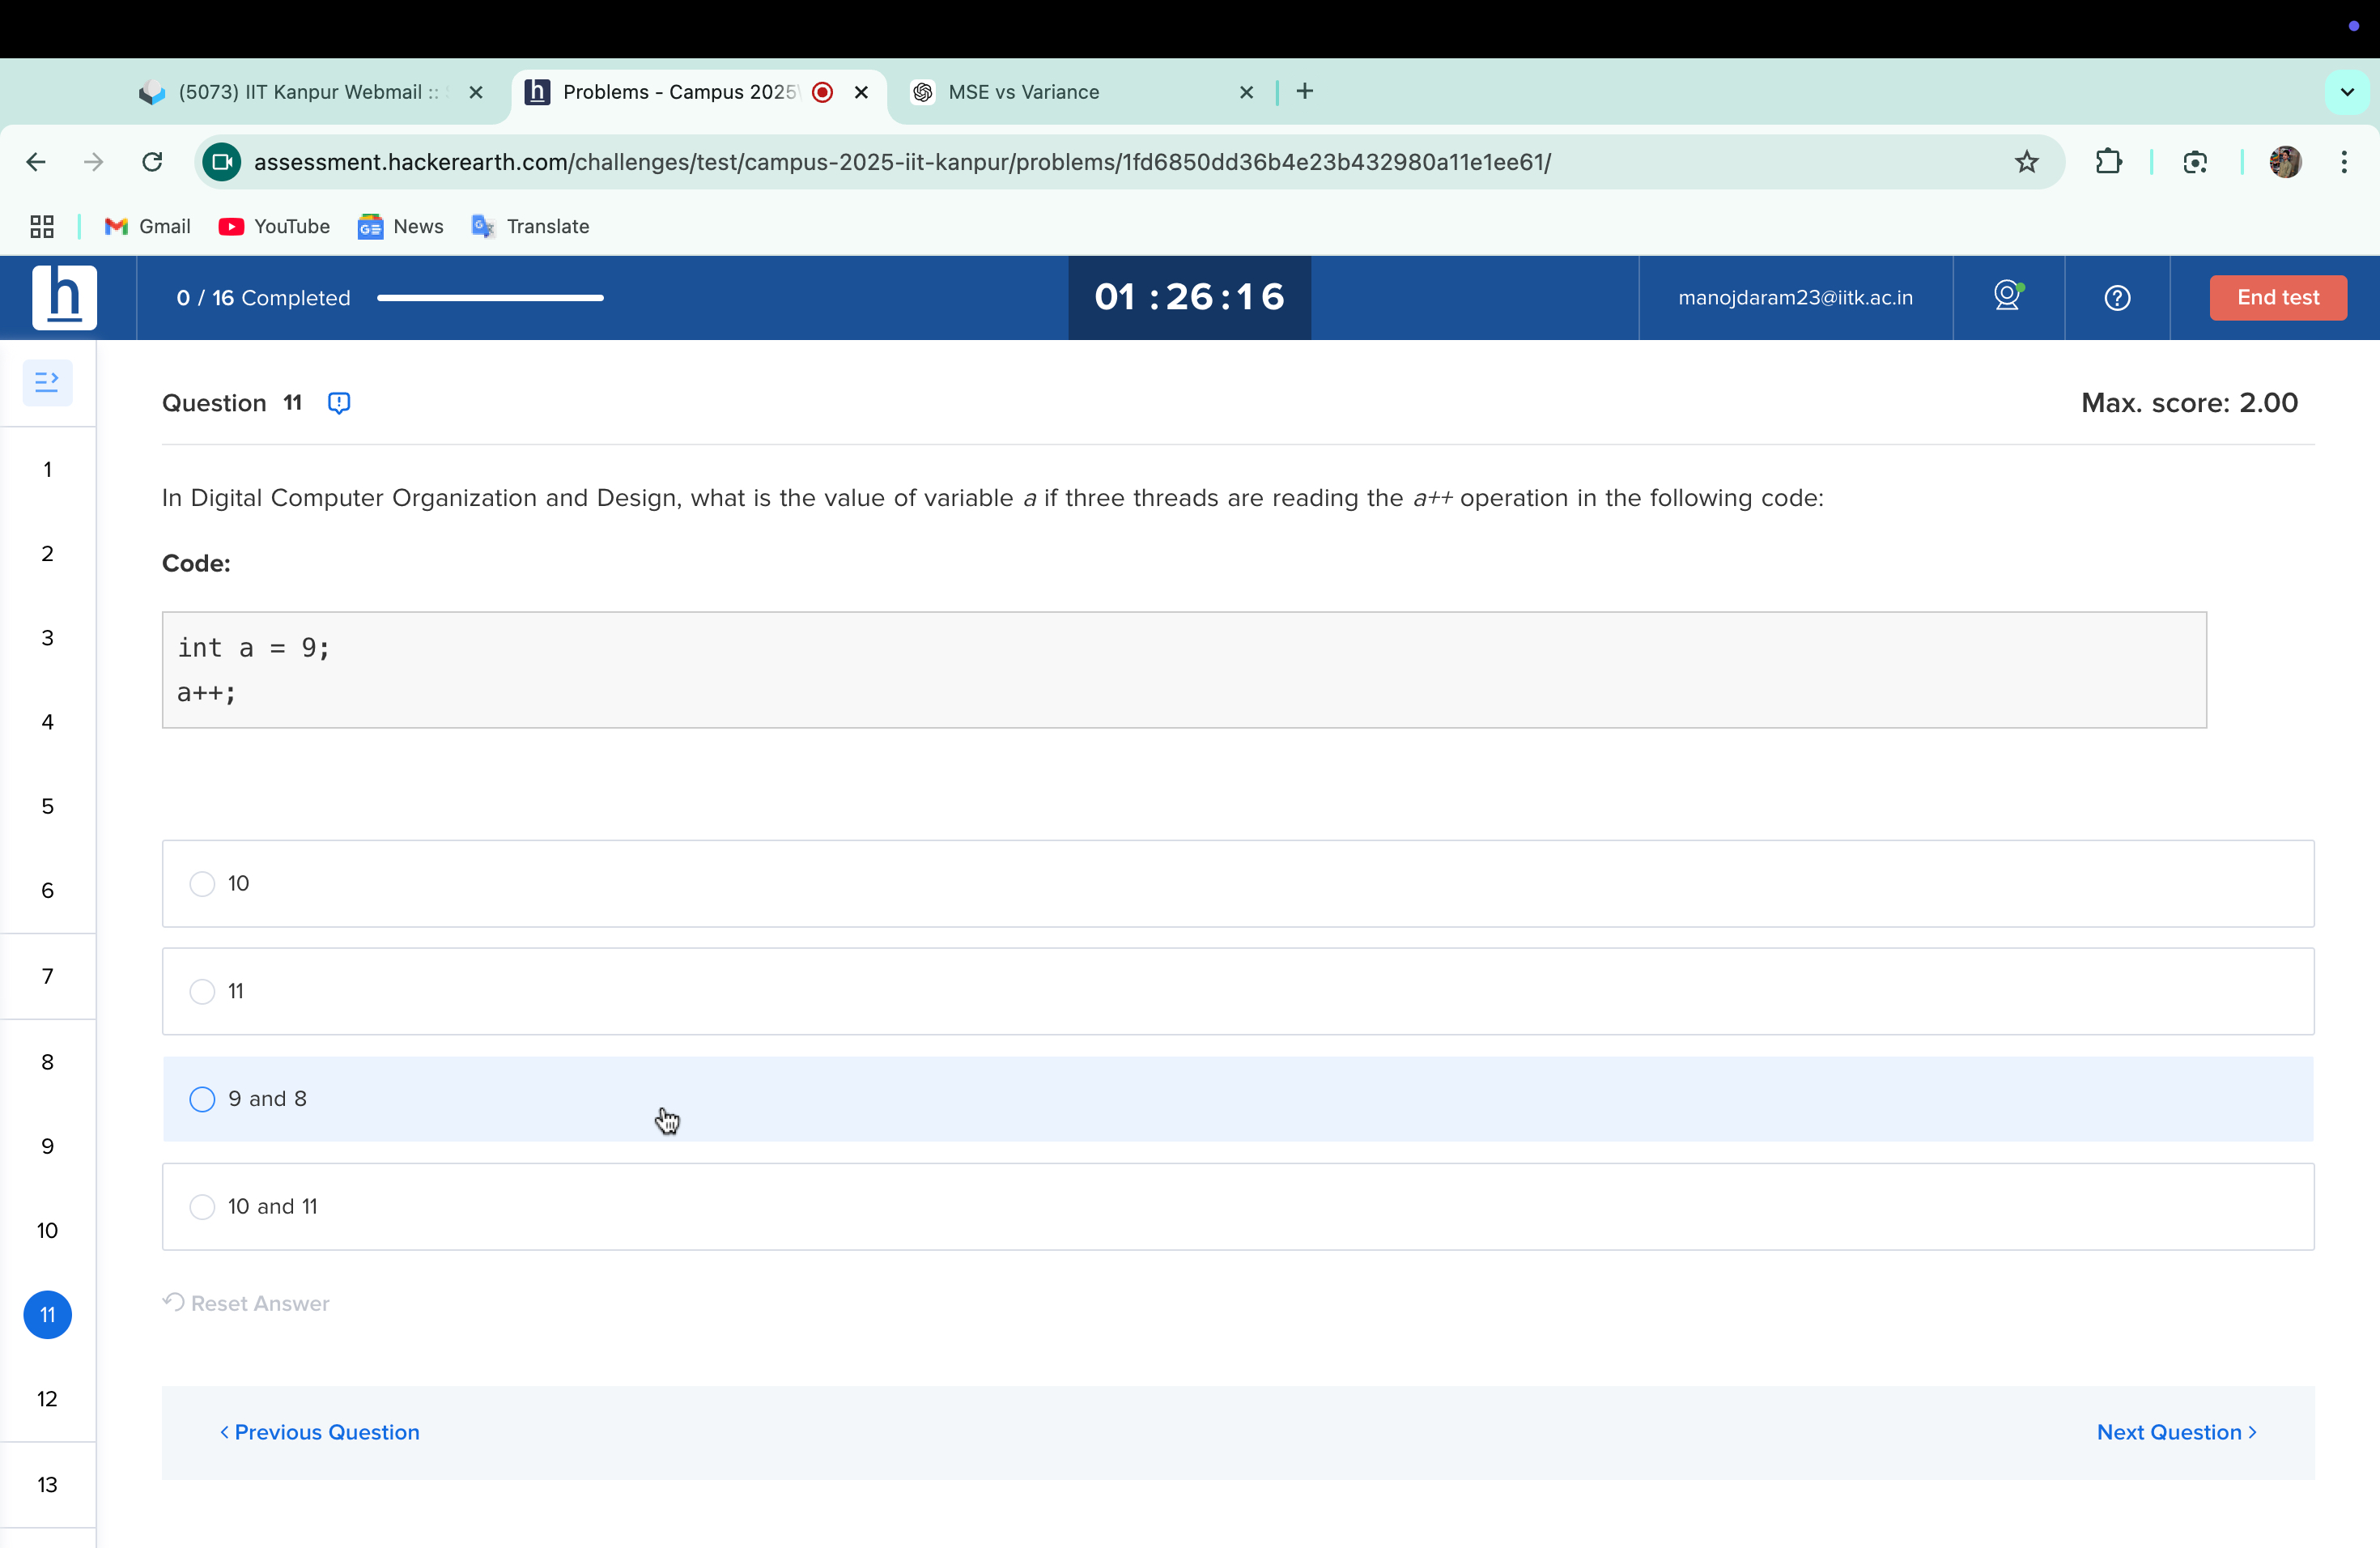 (5073) IIT Kanpur Webmail ::
Problems - Campus 2025
MSE vs Variance
assessment.hackerearth.com/challenges/test/campus-2025-iit-kanpur/problems/1fd6850dd36b4e23b432980a11e1ee61/
Gmail
YouTube
News
Translate
h
0 / 16 Completed
01 : 26 : 16
manojdaram23@iitk.ac.in
End test
Question 11
Max. score: 2.00
1
2
3
4
5
6
7
8
9
10
11
12
13
In Digital Computer Organization and Design, what is the value of variable a if three threads are reading the a++ operation in the following code:
Code:
int a = 9;
a++;
10
11
9 and 8
10 and 11
Reset Answer
< Previous Question
Next Question >